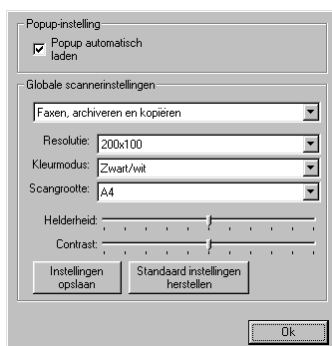 Popup-instelling
Popup automatisch
laden
Globale scannerinstellingen
Faxen, archiveren en kopiëren
Resolutie: 200x100
Kleurmodus: Zwart/wit
Scangrootte: A4
Helderheid:
Contrast:
Instellingen
opslaan
Standaard instellingen
herstellen
Ok